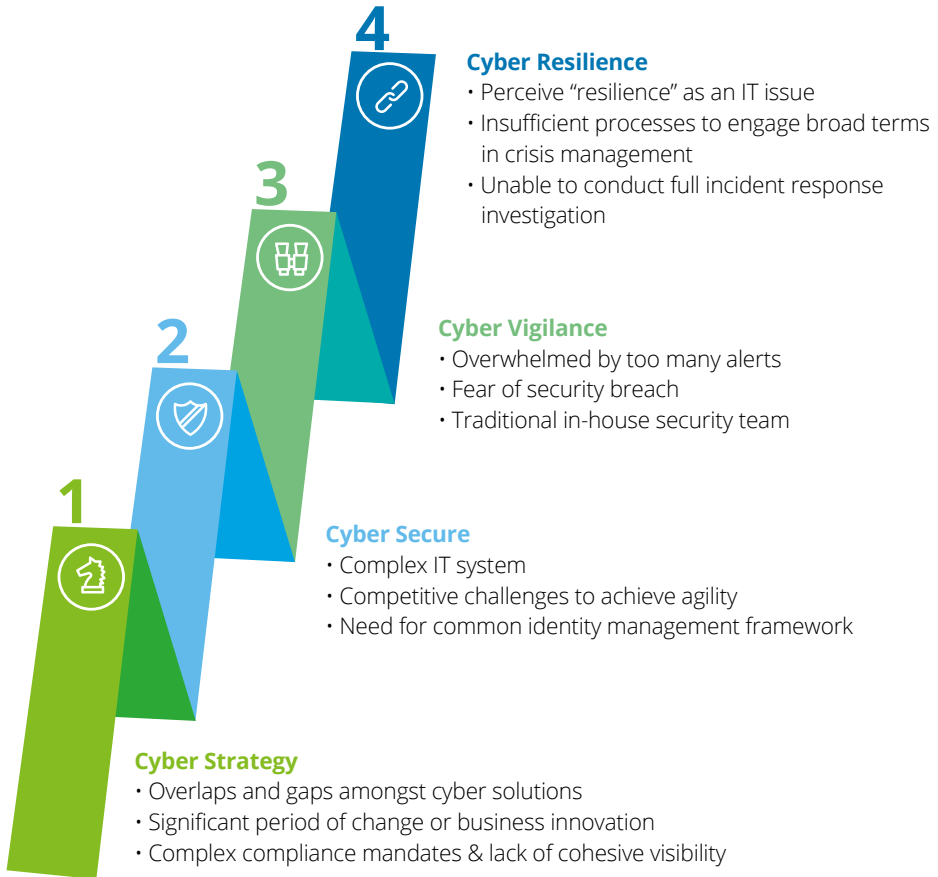 4
Cyber Resilience
• Perceive “resilience” as an IT issue
• Insufficient processes to engage broad terms
in crisis management
• Unable to conduct full incident response
investigation
3
Cyber Vigilance
• Overwhelmed by too many alerts
• Fear of security breach
• Traditional in-house security team
2
Cyber Secure
• Complex IT system
• Competitive challenges to achieve agility
• Need for common identity management framework
1
Cyber Strategy
• Overlaps and gaps amongst cyber solutions
• Significant period of change or business innovation
• Complex compliance mandates & lack of cohesive visibility